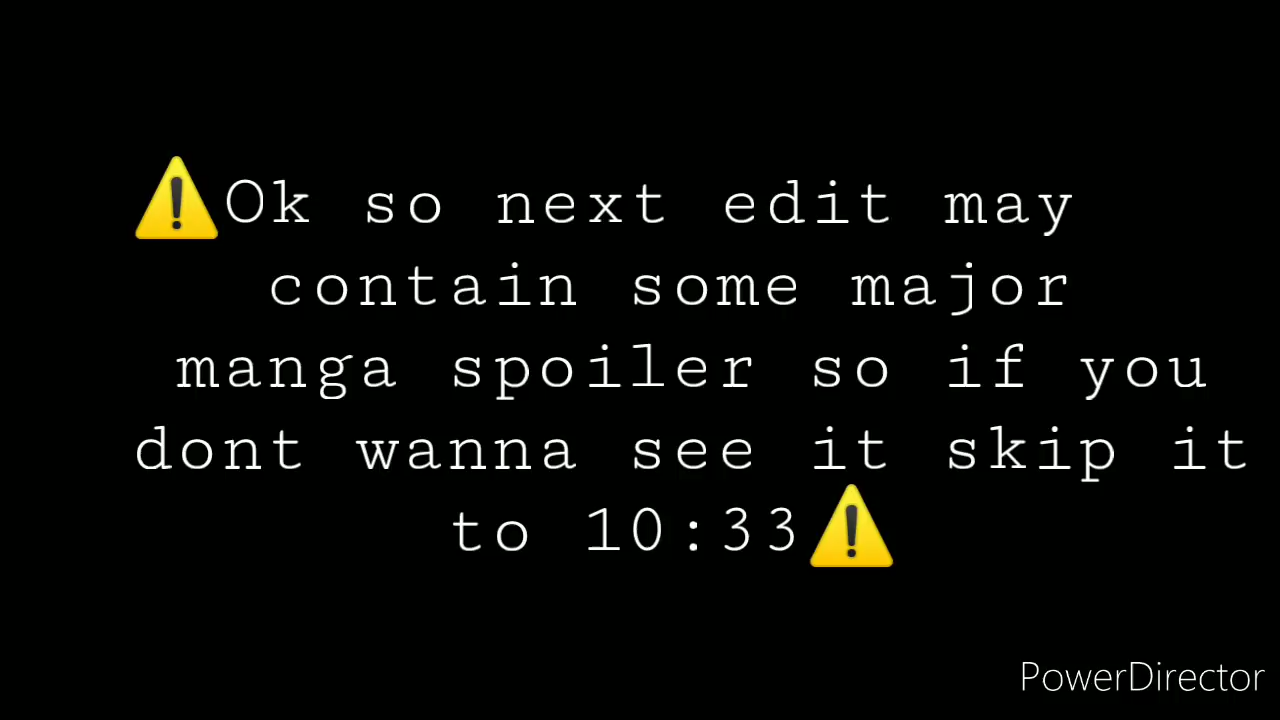 ⚠️Ok so next edit may
contain some major
manga spoiler so if you
dont wanna see it skip it
to 10:33⚠️
PowerDirector